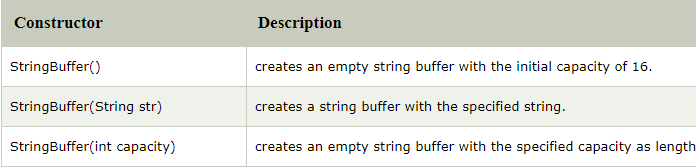 Constructor Description
StringBuffer() creates an empty string buffer with the initial capacity of 16.
StringBuffer(String str) creates a string buffer with the specified string.
StringBuffer(int capacity) creates an empty string buffer with the specified capacity as length